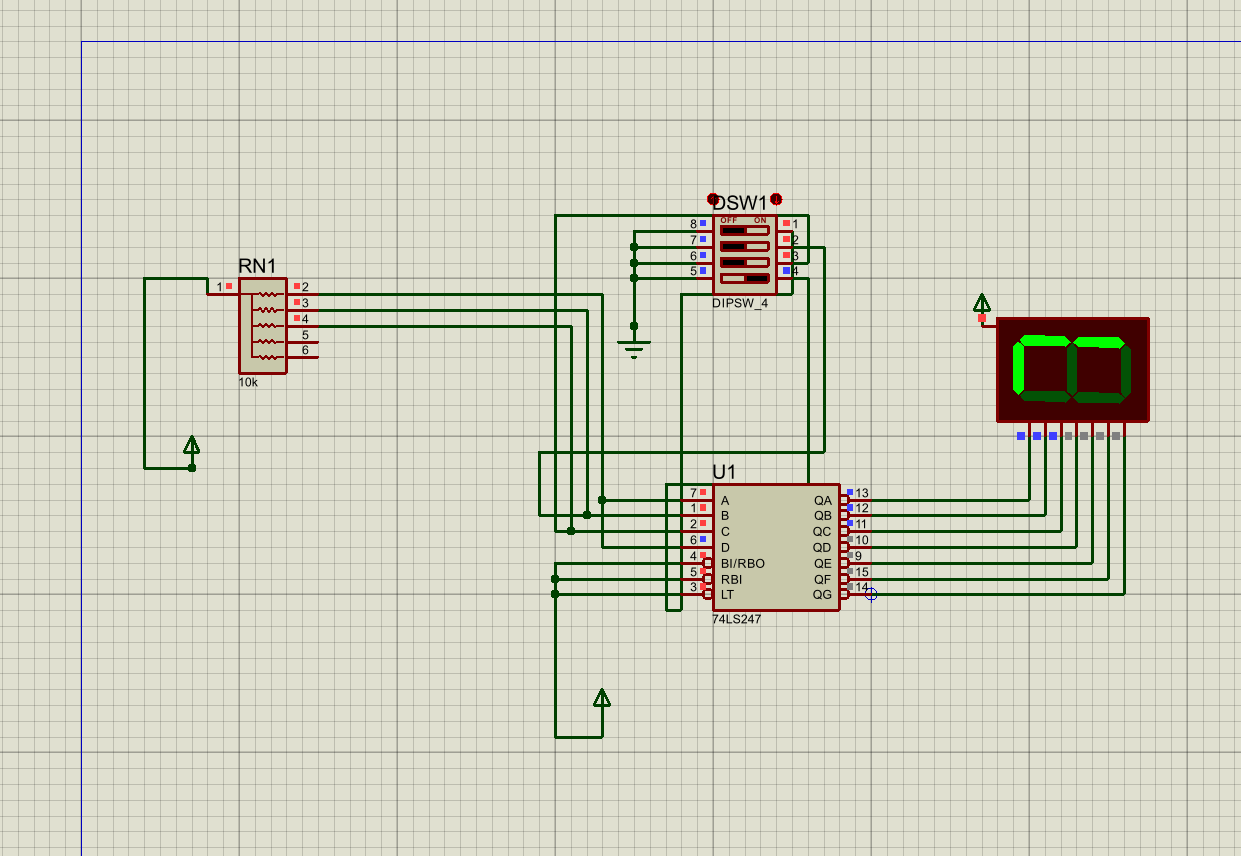 DSW1
OFF ON
8 1
7 2
6 3
5 4
DIPSW_4
RN1
1 2
3
4
5
6
10k
U1
7 A QA 13
1 B QB 12
2 C QC 11
6 D QD 10
4 BI/RBO QE 9
5 RBI QF 15
3 LT QG 14
74LS247